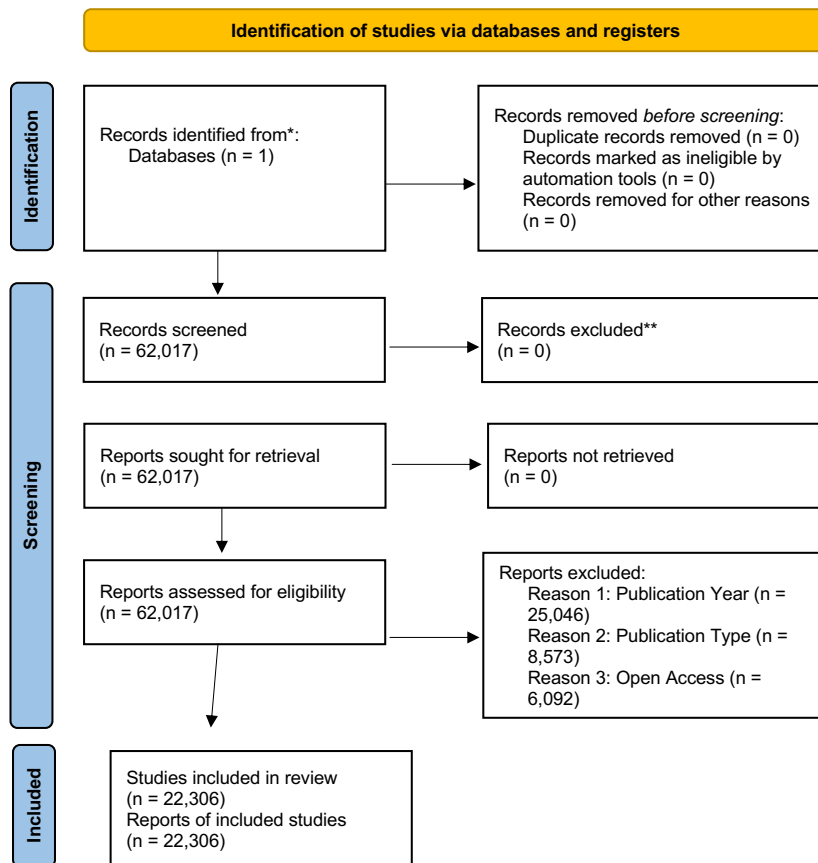 Identification of studies via databases and registers
Identification
Records identified from*:
Databases (n = 1)
Records removed before screening:
Duplicate records removed (n = 0)
Records marked as ineligible by
automation tools (n = 0)
Records removed for other reasons
(n = 0)
Screening
Records screened
(n = 62,017)
Records excluded**
(n = 0)
Reports sought for retrieval
(n = 62,017)
Reports not retrieved
(n = 0)
Reports assessed for eligibility
(n = 62,017)
Reports excluded:
Reason 1: Publication Year (n =
25,046)
Reason 2: Publication Type (n =
8,573)
Reason 3: Open Access (n =
6,092)
Included
Studies included in review
(n = 22,306)
Reports of included studies
(n = 22,306)